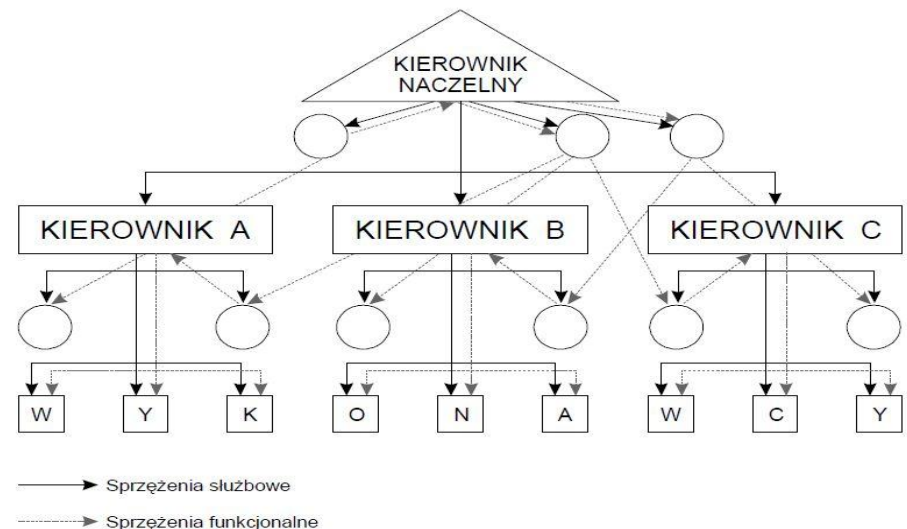 KIEROWNIK
NACZELNY
KIEROWNIK A
KIEROWNIK B
KIEROWNIK C
W
Y
K
O
N
A
W
C
Y
Sprzężenia służbowe
Sprzężenia funkcjonalne